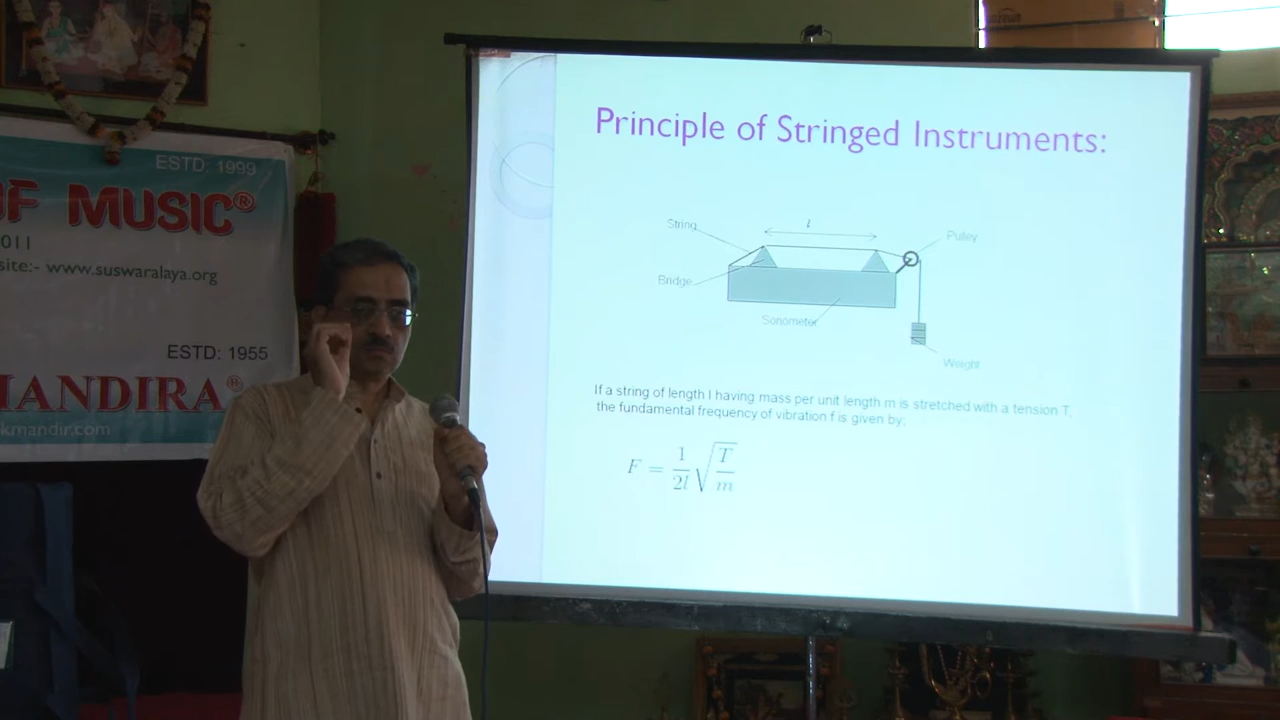 ESTD: 1999
OF MUSIC®
2011
site:- www.suswaralaya.org
ESTD: 1955
MANDIRA®
kmandir.com
Principle of Stringed Instruments:
String
l
Pulley
Bridge
Sonometer
Weight
If a string of length l having mass per unit length m is stretched with a tension T,
the fundamental frequency of vibration f is given by;
F = 1/2l √T/m